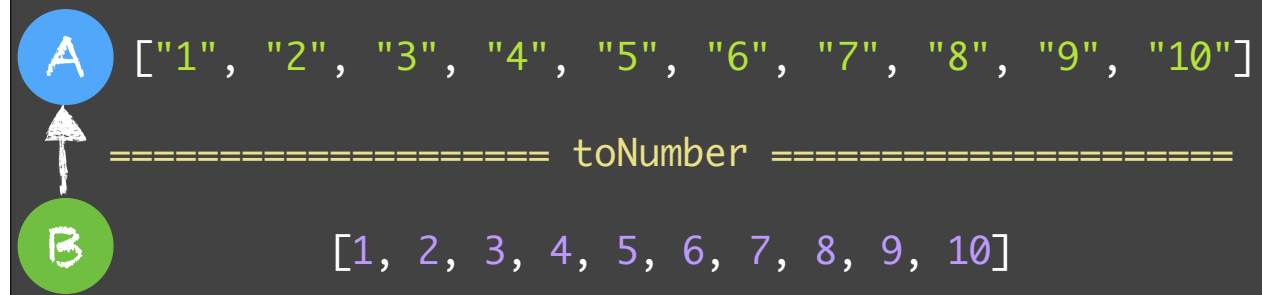 A ["1", "2", "3", "4", "5", "6", "7", "8", "9", "10"]
==================== toNumber =====================
B [1, 2, 3, 4, 5, 6, 7, 8, 9, 10]